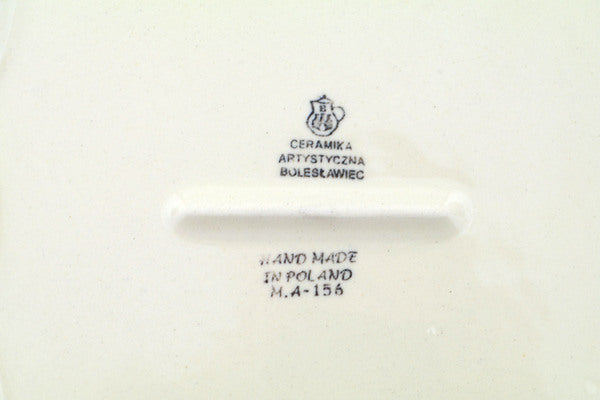 B
CERAMIKA
ARTYSTYCZNA
BOLESŁAWIEC
HAND MADE
IN POLAND
M.A-156